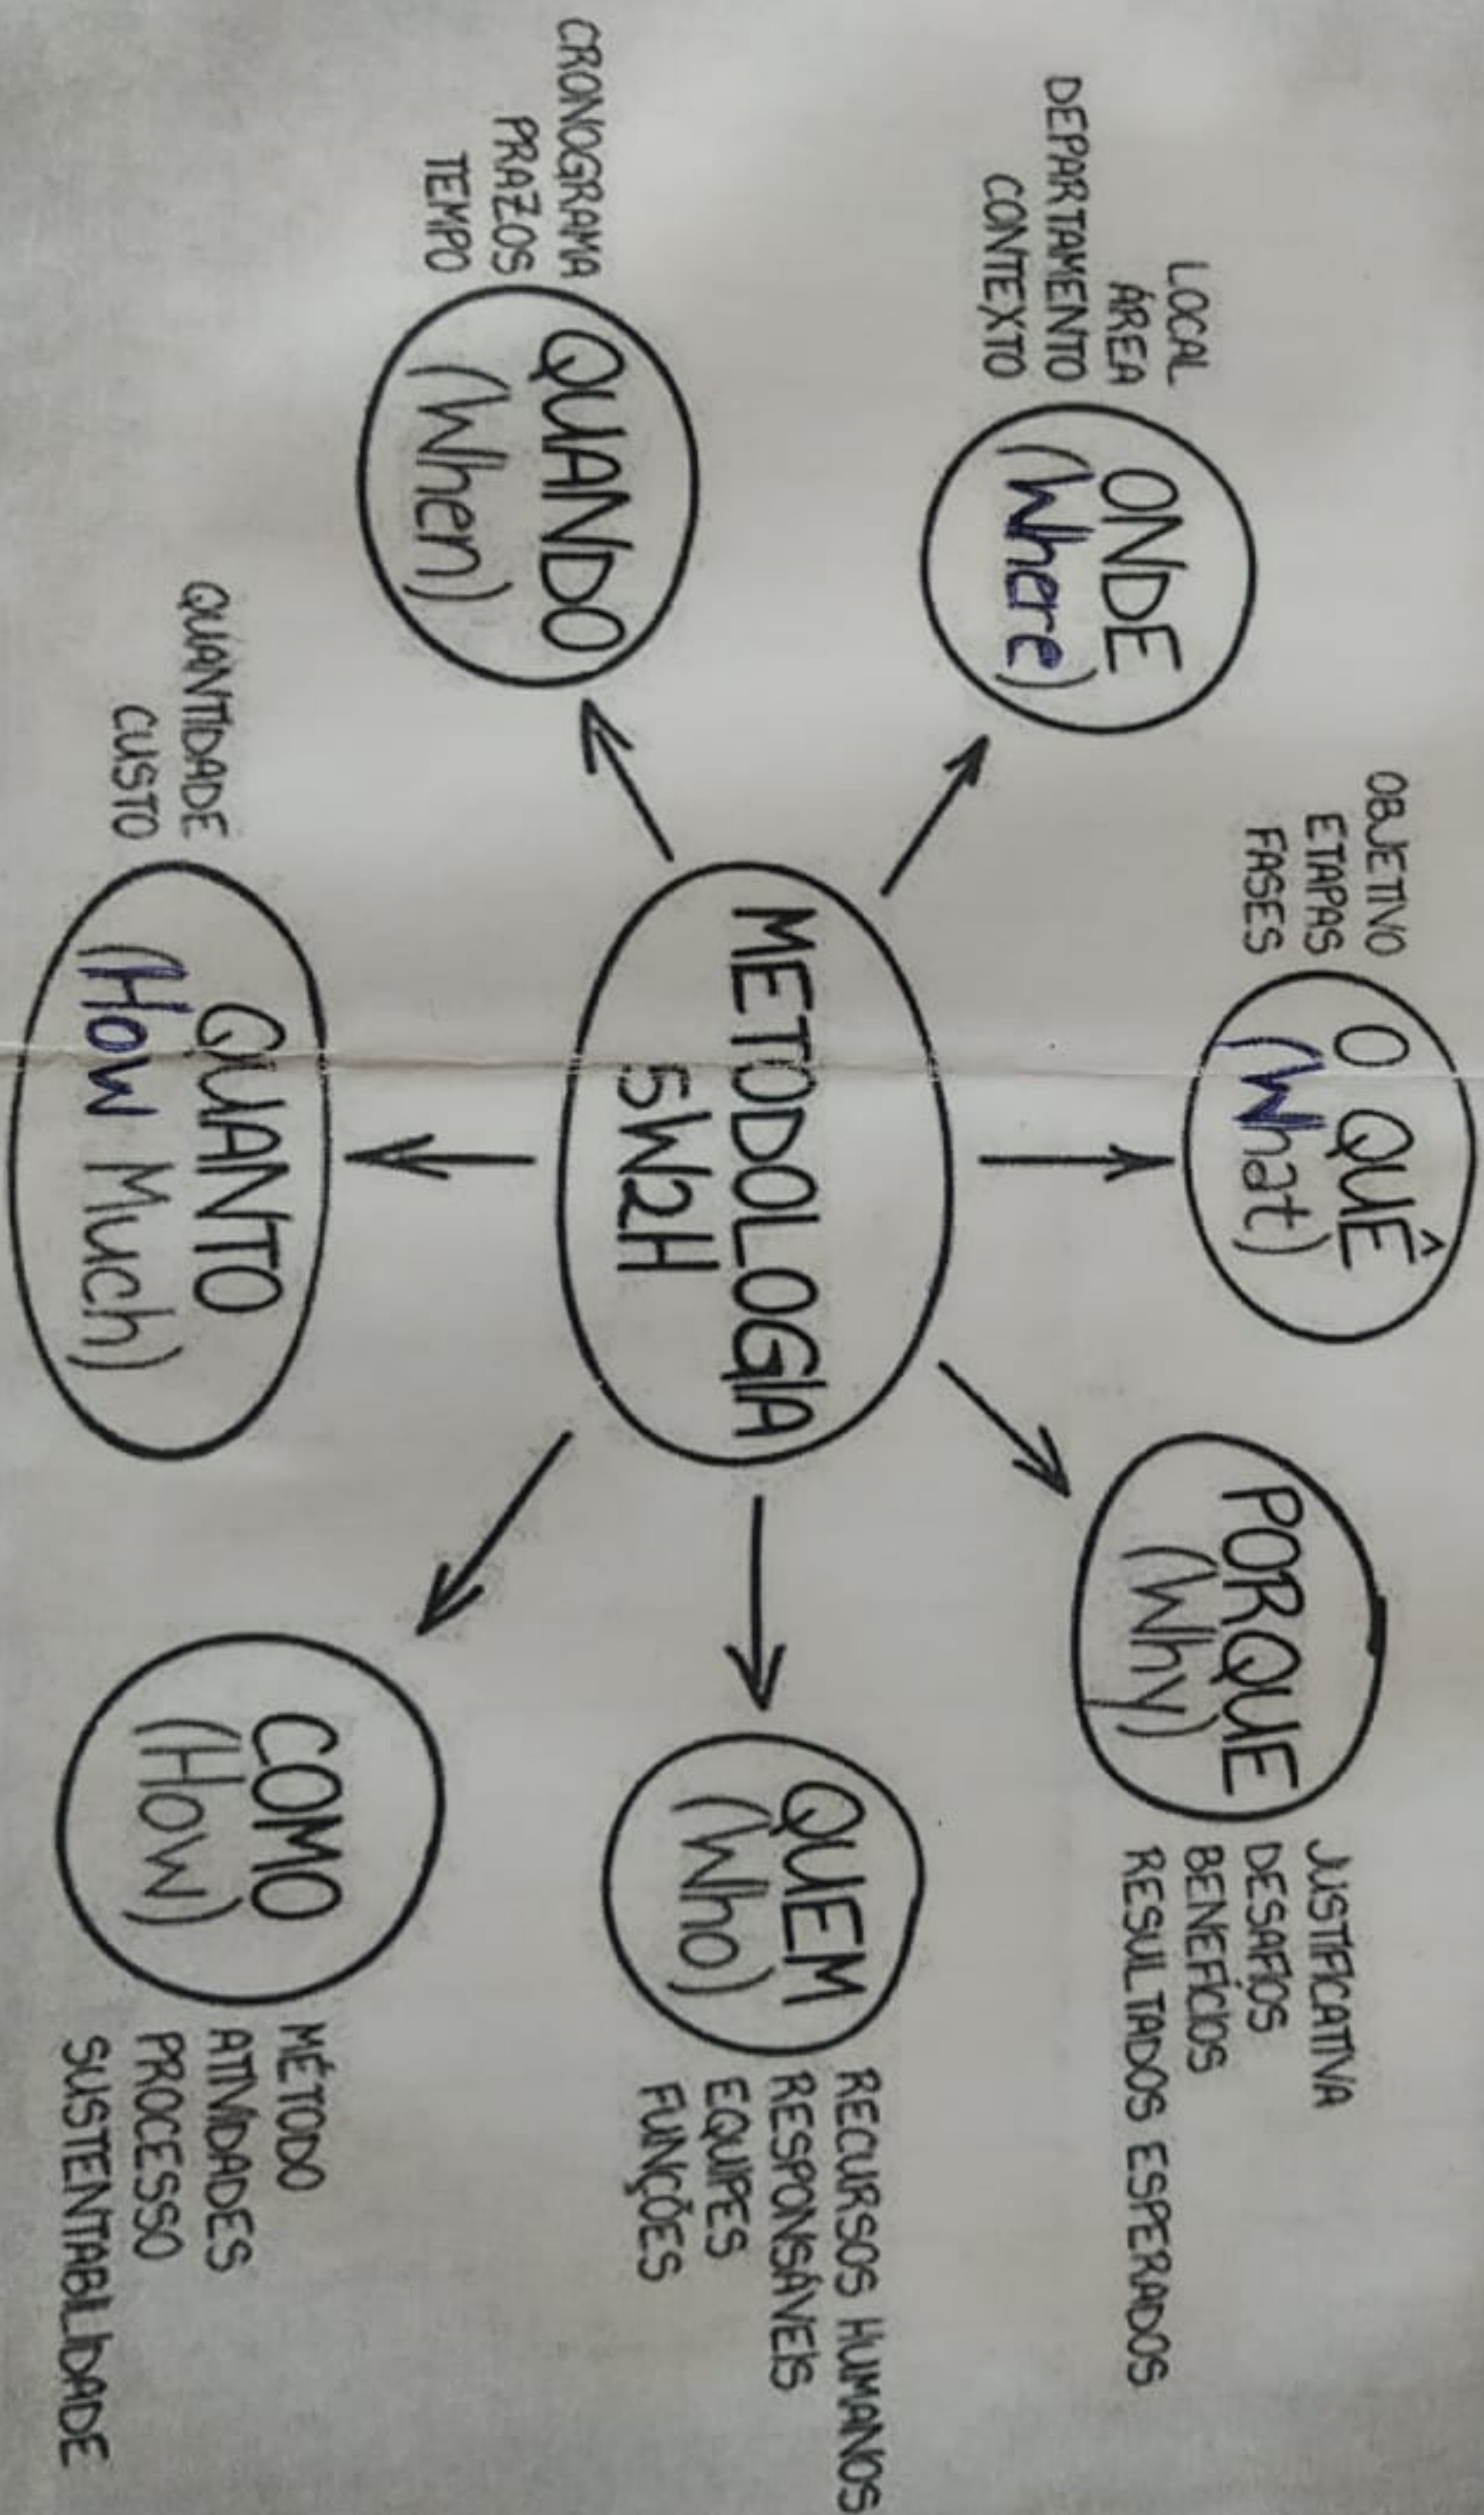 OBJETIVO
ETAPAS
FASES
O QUÊ
(What)
LOCAL
ÁREA
DEPARTAMENTO
CONTEXTO
ONDE
(Where)
PORQUE
(Why)
JUSTIFICATIVA
DESAFIOS
BENEFÍCIOS
RESULTADOS ESPERADOS
METODOLOGIA
5W2H
CRONOGRAMA
PRAZOS
TEMPO
QUANDO
(When)
QUEM
(Who)
RECURSOS HUMANOS
RESPONSÁVEIS
EQUIPES
FUNÇÕES
QUANTIDADE
CUSTO
QUANTO
(How Much)
COMO
(How)
MÉTODO
ATIVIDADES
PROCESSO
SUSTENTABILIDADE